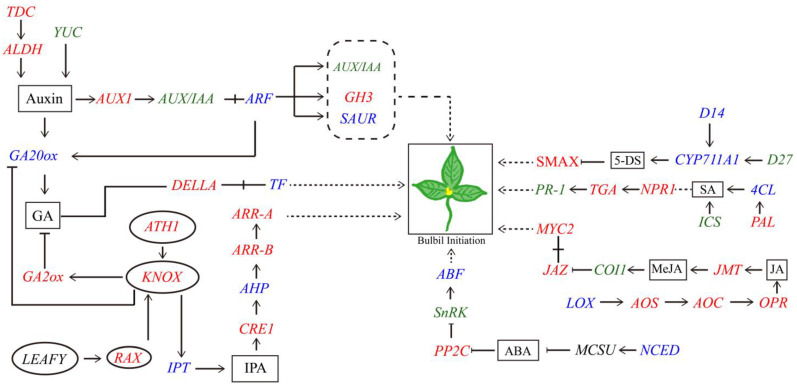 TDC
YUC
ALDH
Auxin
AUX1
AUX/IAA
ARF
AUX/IAA
GH3
SAUR
GA20ox
GA
DELLA
TF
GA2ox
ATH1
KNOX
LEAFY
RAX
IPT
IPA
CRE1
AHP
ARR-B
ARR-A
Bulbil Initiation
D14
SMAX
5-DS
CYP711A1
D27
PR-1
TGA
NPR1
SA
4CL
ICS
PAL
MYC2
JAZ
COI1
MeJA
JMT
JA
LOX
AOS
AOC
OPR
ABF
SnRK
PP2C
ABA
MCSU
NCED